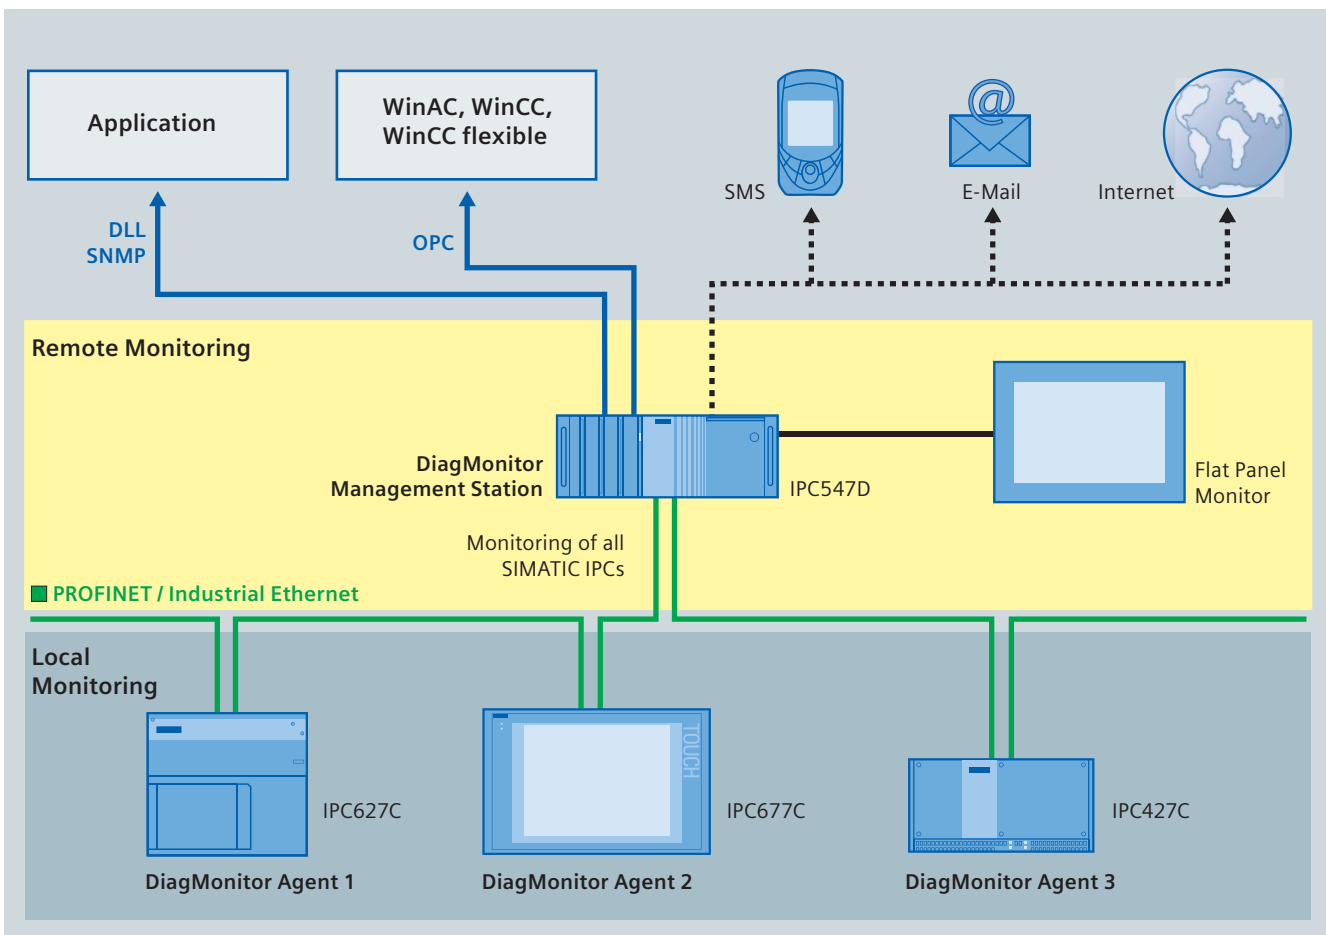 Application
WinAC, WinCC,
WinCC flexible
SMS
E-Mail
Internet
@
DLL
SNMP
OPC
Remote Monitoring
DiagMonitor
Management Station
IPC547D
Flat Panel
Monitor
Monitoring of all
SIMATIC IPCs
PROFINET / Industrial Ethernet
Local
Monitoring
TOUCH
IPC627C
IPC677C
IPC427C
DiagMonitor Agent 1
DiagMonitor Agent 2
DiagMonitor Agent 3